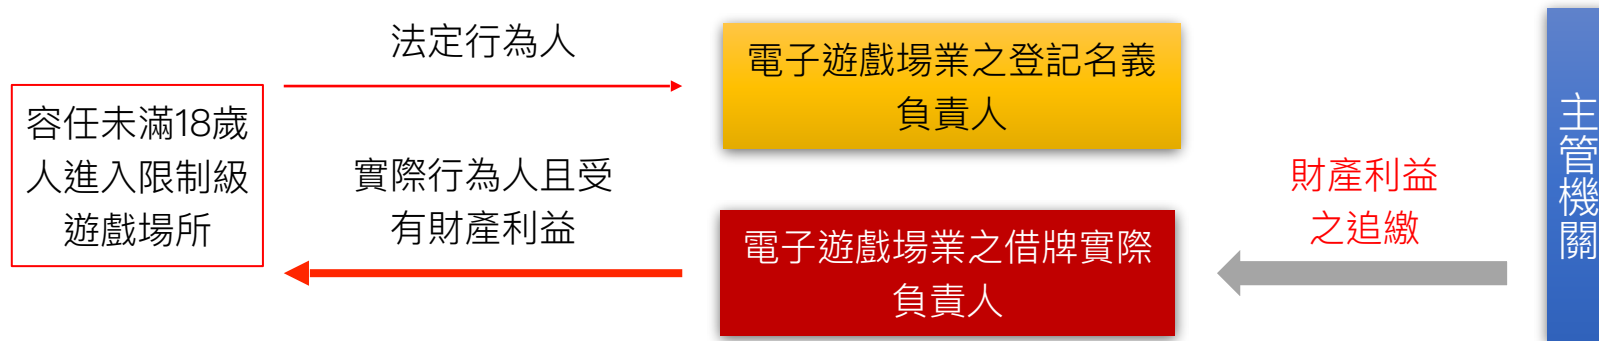 容任未滿18歲
人進入限制級
遊戲場所
法定行為人
實際行為人且受
有財產利益
電子遊戲場業之登記名義
負責人
電子遊戲場業之借牌實際
負責人
財產利益
之追繳
主管機關